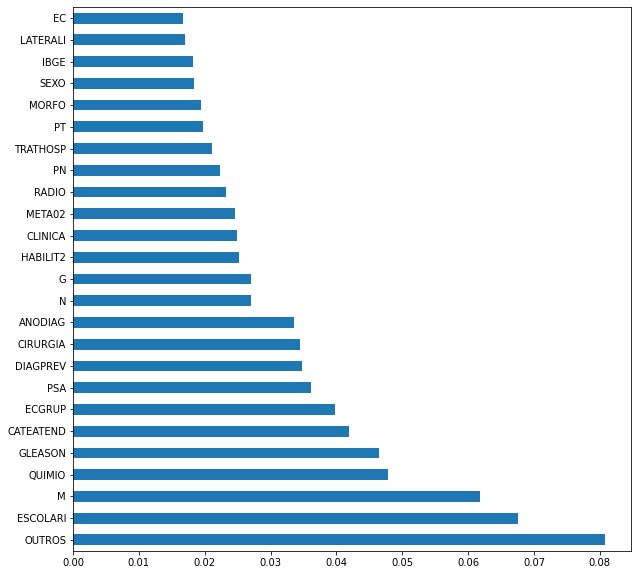 EC
LATERALI
IBGE
SEXO
MORFO
PT
TRATHOSP
PN
RADIO
META02
CLINICA
HABILIT2
G
N
ANODIAG
CIRURGIA
DIAGPREV
PSA
ECGRUP
CATEATEND
GLEASON
QUIMIO
M
ESCOLARI
OUTROS
0.00 0.01 0.02 0.03 0.04 0.05 0.06 0.07 0.08